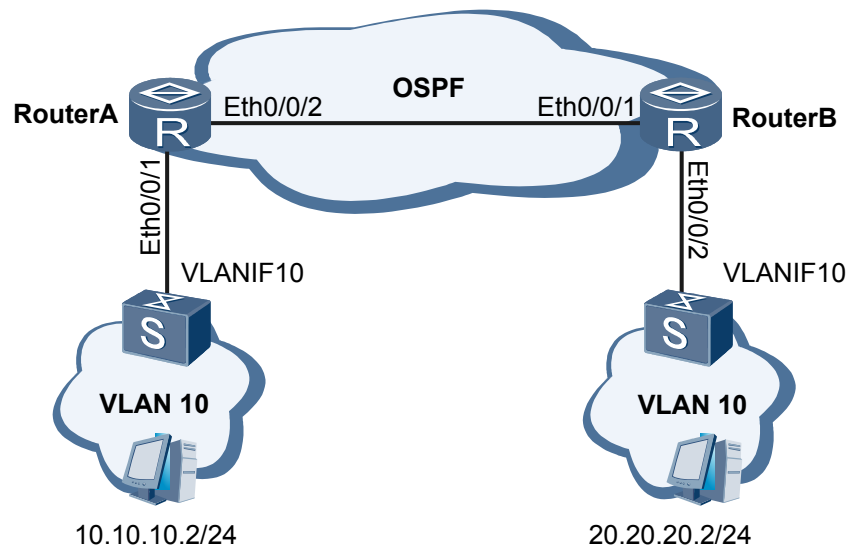 OSPF
RouterA
Eth0/0/2
Eth0/0/1
RouterB
R
R
Eth0/0/1
Eth0/0/2
VLANIF10
VLANIF10
S
S
VLAN 10
VLAN 10
10.10.10.2/24
20.20.20.2/24